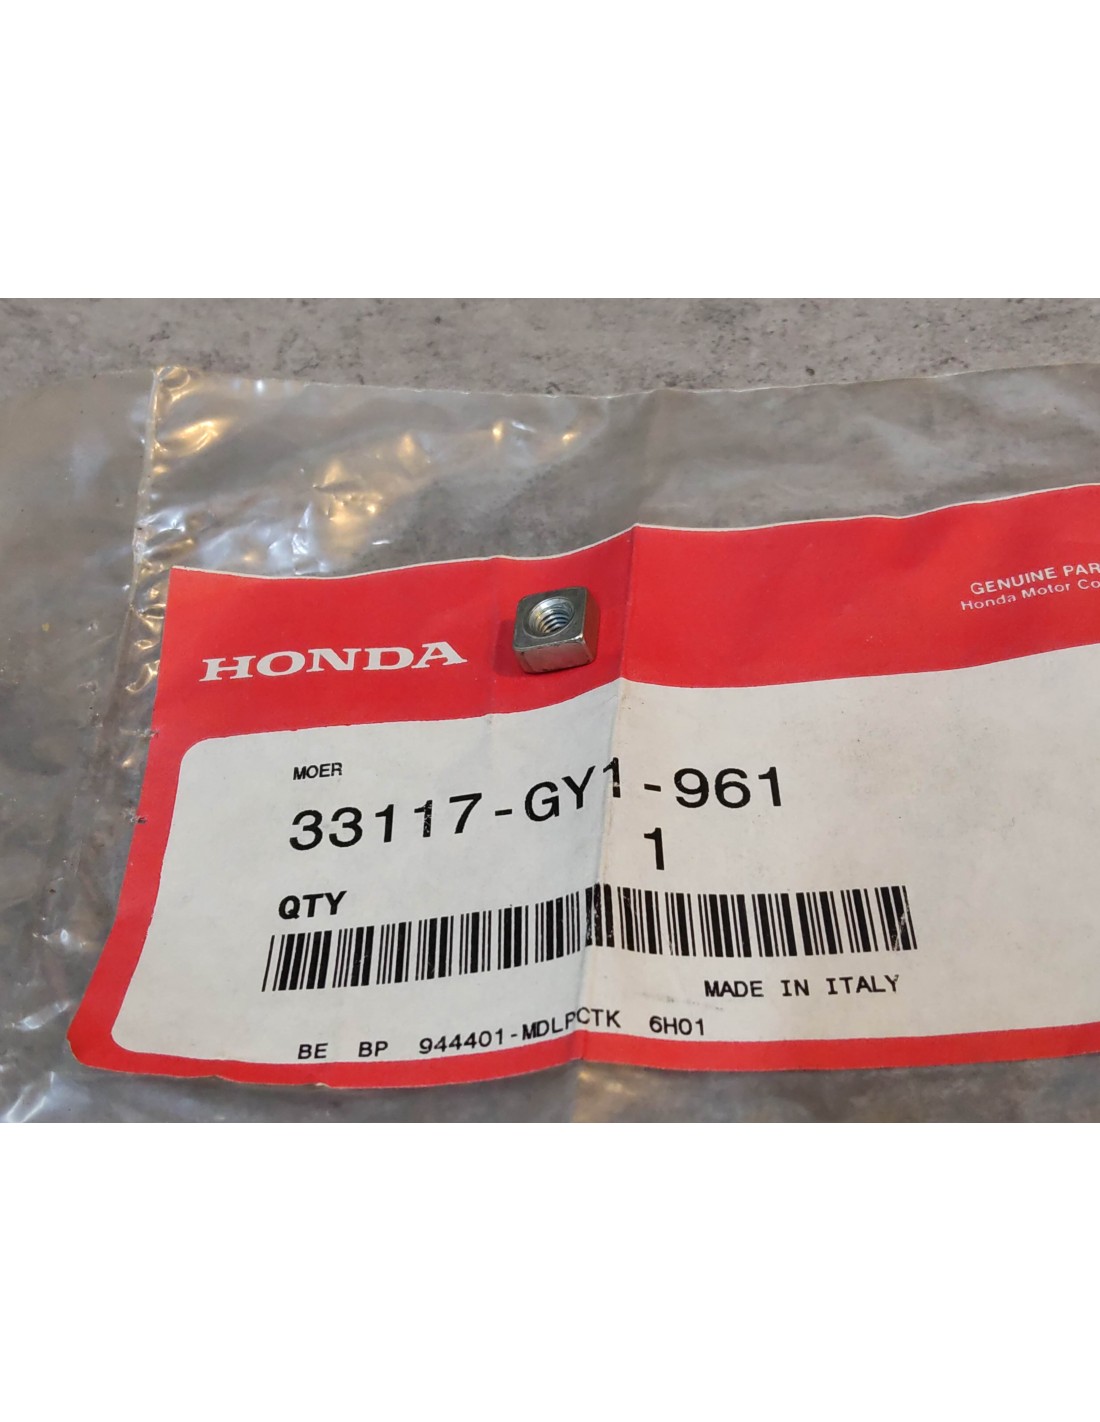 GENUINE PAR
Honda Motor Co
HONDA
MOER
33117-GY1-961
1
QTY
MADE IN ITALY
BE BP 944401-MDLPCTK 6H01